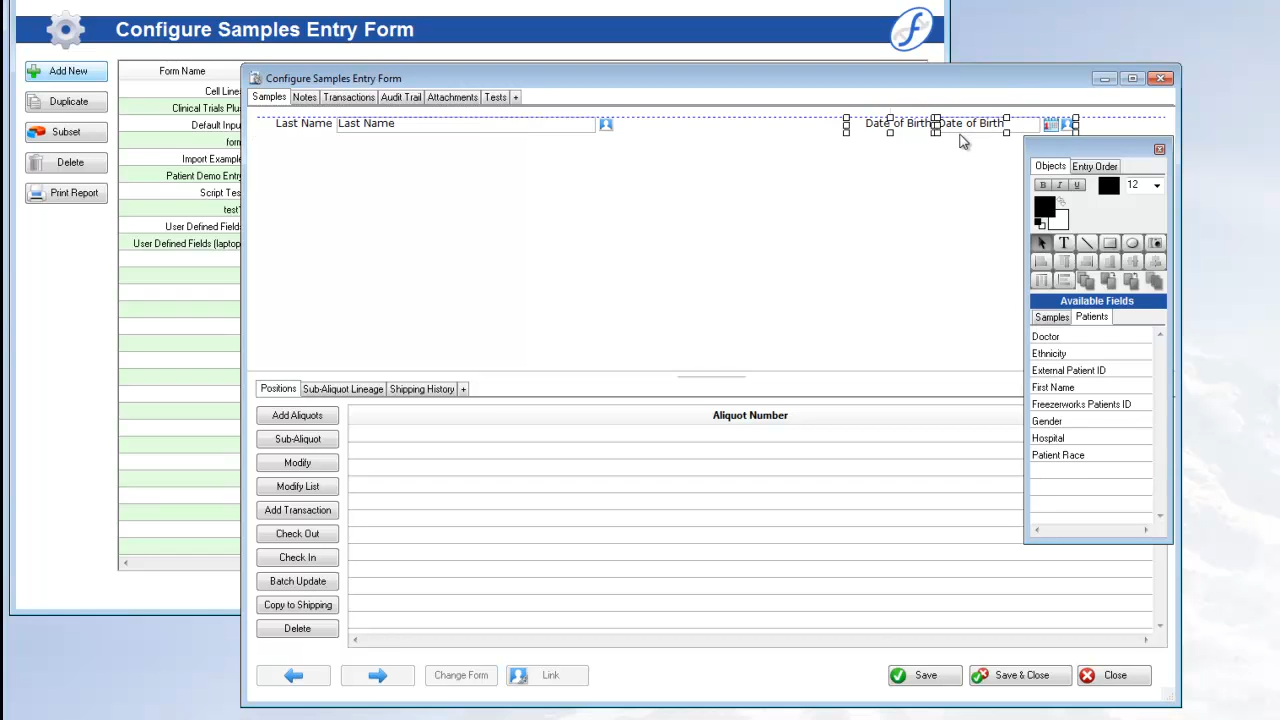 Configure Samples Entry Form
Add New
Duplicate
Subset
Delete
Print Report
Form Name
Cell Line
Clinical Trials Plu
Default Inpu
form
Import Example
Patient Demo Entry
Script Tes
test
User Defined Fields
User Defined Fields (laptop
Configure Samples Entry Form
Samples Notes Transactions Audit Trail Attachments Tests +
Last Name Last Name Date of Birth Date of Birth
Objects Entry Order
B I U 12
T
Available Fields
Samples Patients
Doctor
Ethnicity
External Patient ID
First Name
Freezerworks Patients ID
Gender
Hospital
Patient Race
Positions Sub-Aliquot Lineage Shipping History +
Add Aliquots
Sub-Aliquot
Modify
Modify List
Add Transaction
Check Out
Check In
Batch Update
Copy to Shipping
Delete
Aliquot Number
Change Form Link Save Save & Close Close